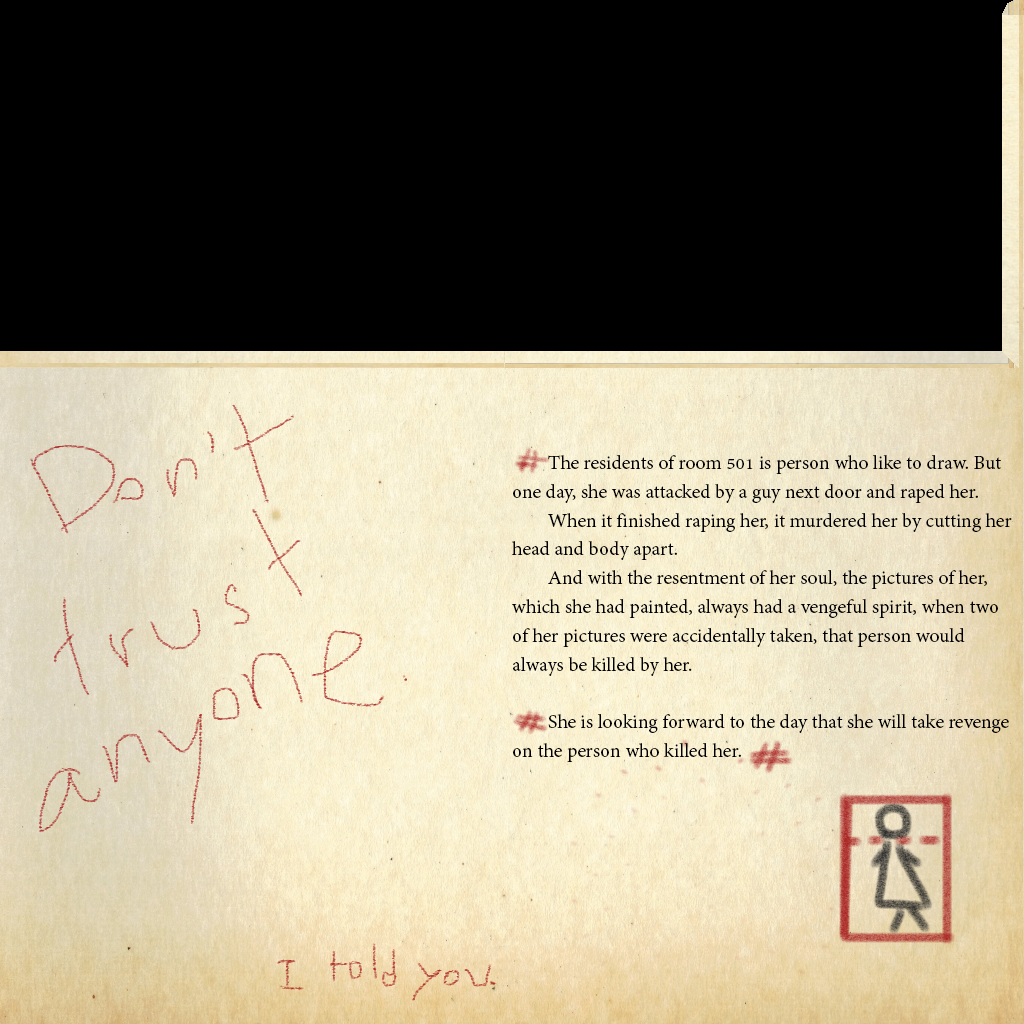 Don't
trust
anyone.
I told you.
# The residents of room 501 is person who like to draw. But
one day, she was attacked by a guy next door and raped her.
When it finished raping her, it murdered her by cutting her
head and body apart.
And with the resentment of her soul, the pictures of her,
which she had painted, always had a vengeful spirit, when two
of her pictures were accidentally taken, that person would
always be killed by her.
# She is looking forward to the day that she will take revenge
on the person who killed her. #